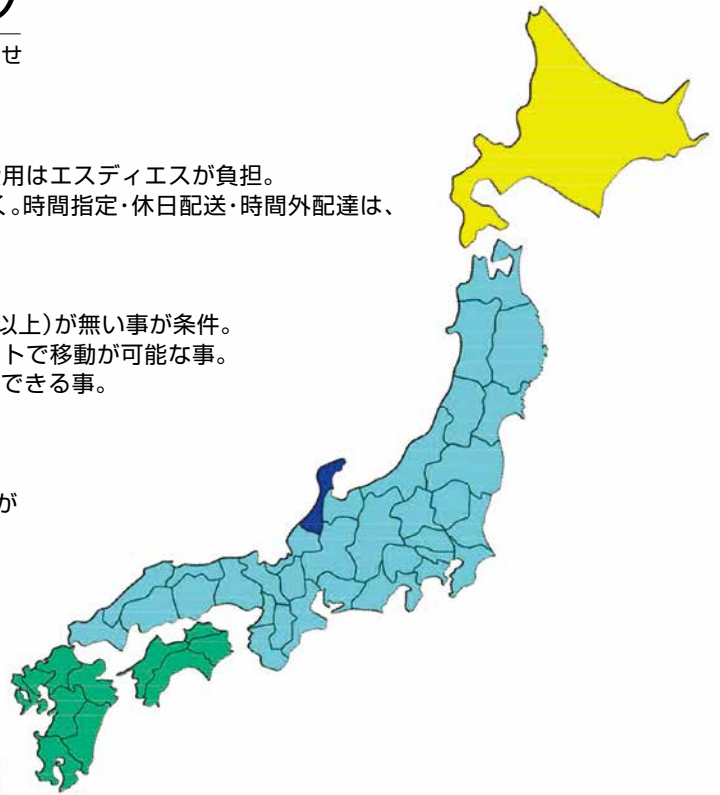 せ
用はエスディエスが負担。
く。時間指定・休日配送・時間外配達は、
以上）が無い事が条件。
トで移動が可能な事。
できる事。
が